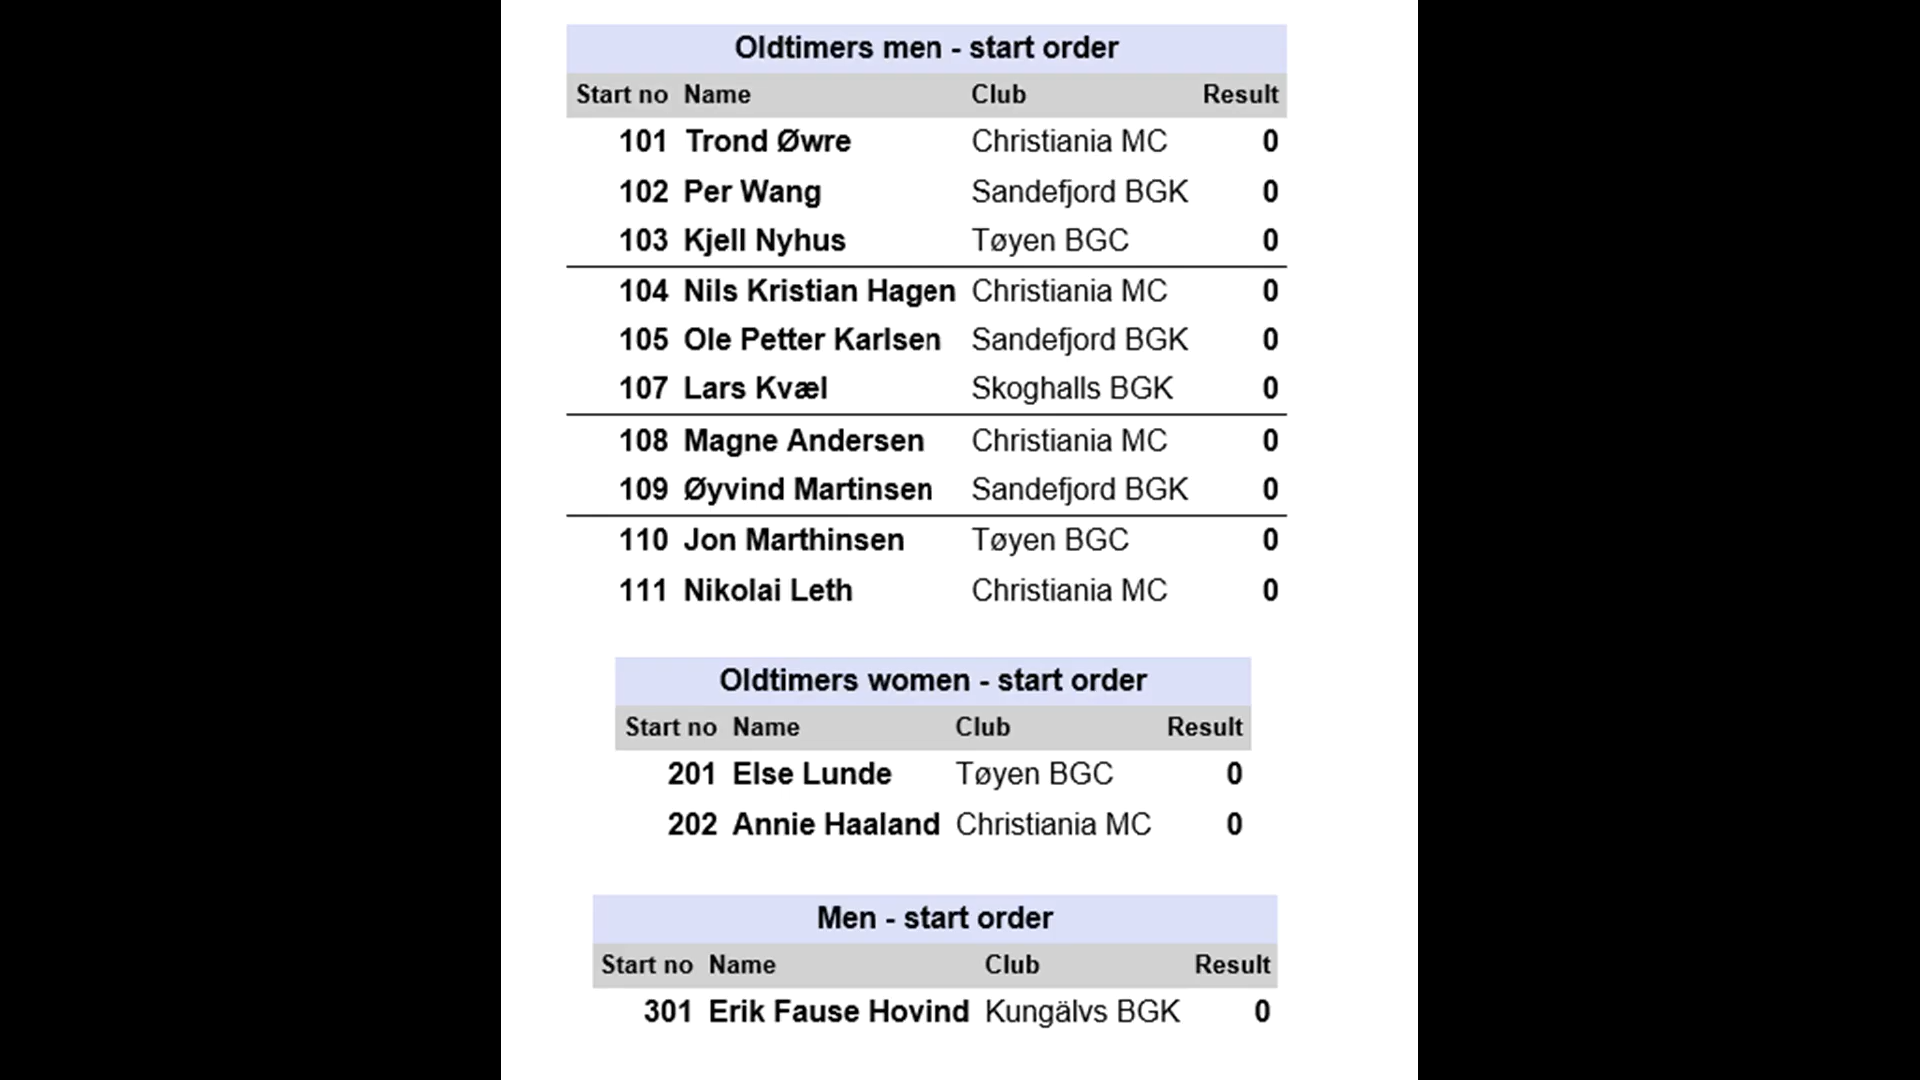 Oldtimers men - start order
Start no Name Club Result
101 Trond Øwre Christiania MC 0
102 Per Wang Sandefjord BGK 0
103 Kjell Nyhus Tøyen BGC 0
104 Nils Kristian Hagen Christiania MC 0
105 Ole Petter Karlsen Sandefjord BGK 0
107 Lars Kvæl Skoghalls BGK 0
108 Magne Andersen Christiania MC 0
109 Øyvind Martinsen Sandefjord BGK 0
110 Jon Marthinsen Tøyen BGC 0
111 Nikolai Leth Christiania MC 0
Oldtimers women - start order
Start no Name Club Result
201 Else Lunde Tøyen BGC 0
202 Annie Haaland Christiania MC 0
Men - start order
Start no Name Club Result
301 Erik Fause Hovind Kungälvs BGK 0